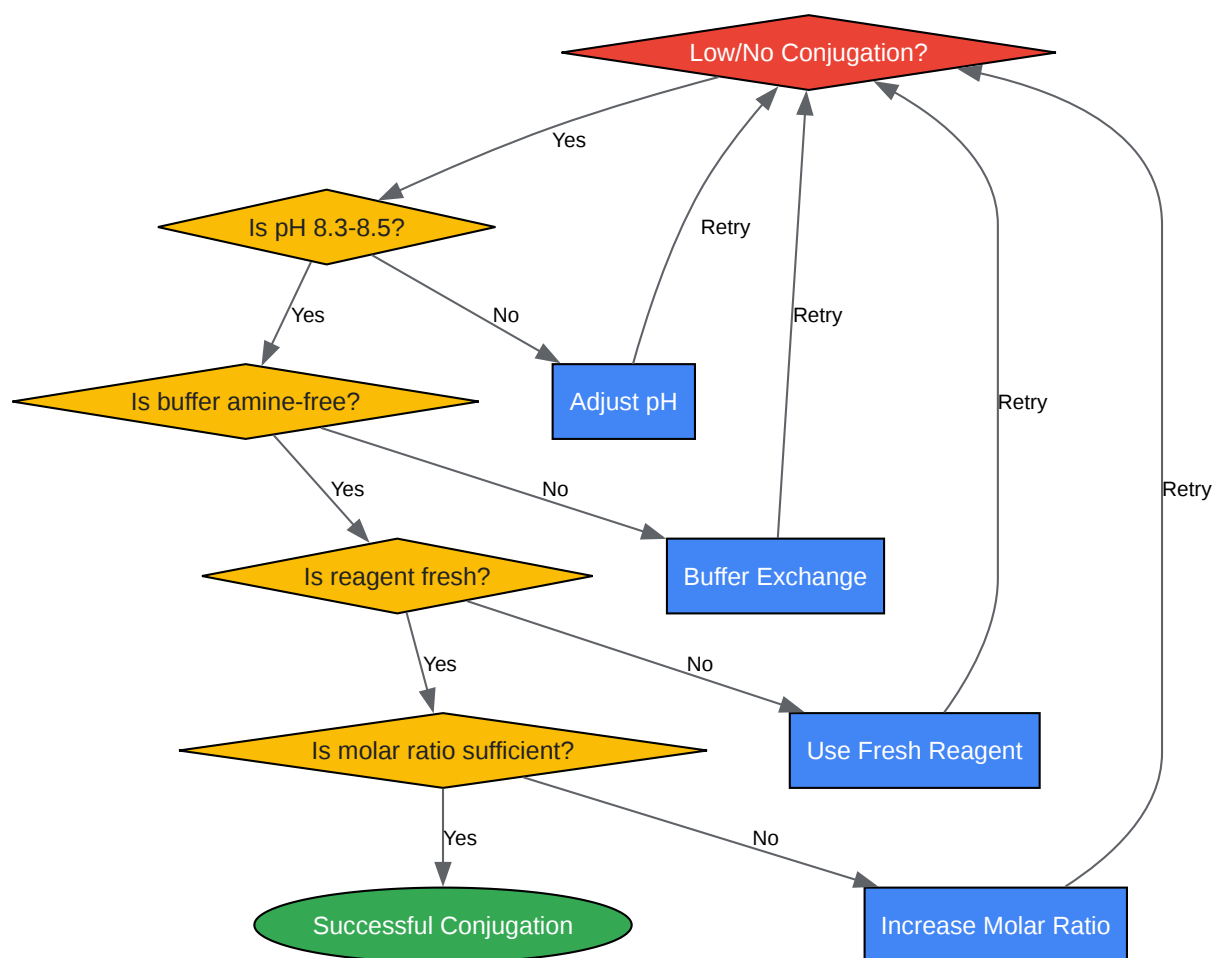 Low/No Conjugation?
Yes
Is pH 8.3-8.5?
Retry
Yes
No
Retry
Is buffer amine-free?
Adjust pH
Retry
Yes
No
Retry
Is reagent fresh?
Buffer Exchange
Yes
No
Is molar ratio sufficient?
Use Fresh Reagent
Yes
No
Successful Conjugation
Increase Molar Ratio